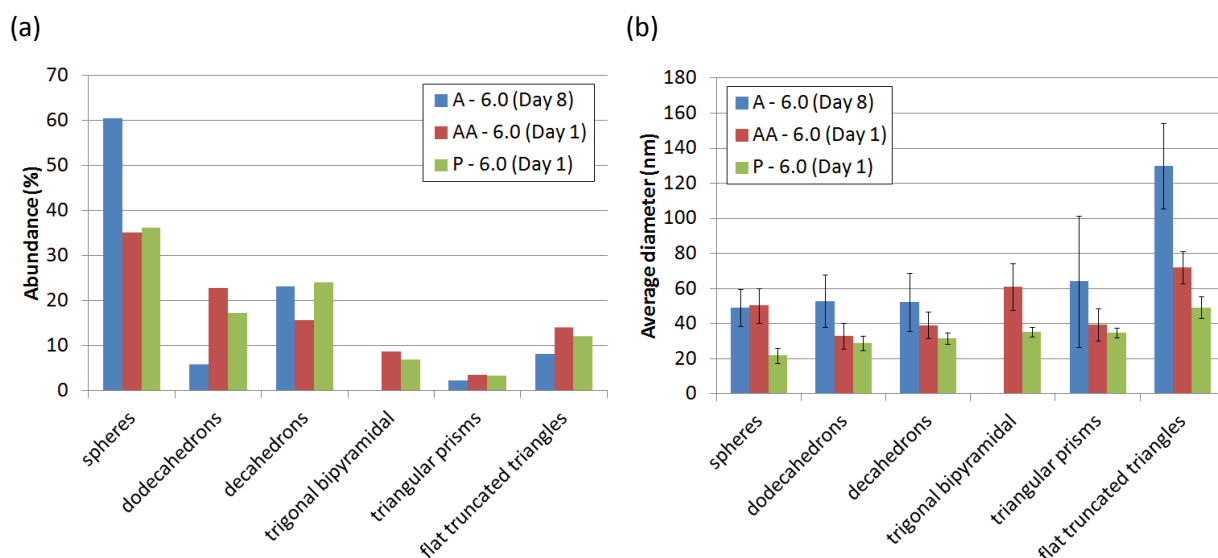 (a)
70
60
50
40
30
20
10
0
Abundance (%)
A - 6.0 (Day 8)
AA - 6.0 (Day 1)
P - 6.0 (Day 1)
spheres
dodecahedrons
decahedrons
trigonal bipyramidal
triangular prisms
flat truncated triangles
(b)
180
160
140
120
100
80
60
40
20
0
Average diameter (nm)
A - 6.0 (Day 8)
AA - 6.0 (Day 1)
P - 6.0 (Day 1)
spheres
dodecahedrons
decahedrons
trigonal bipyramidal
triangular prisms
flat truncated triangles